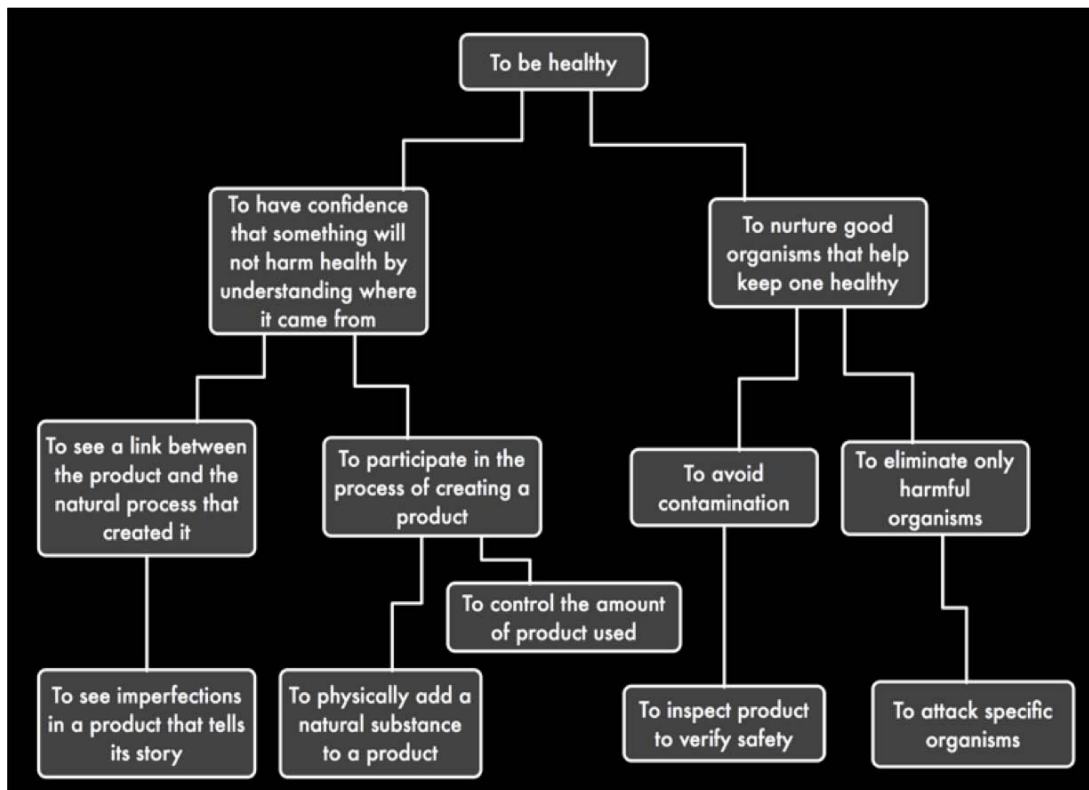 To be healthy
To have confidence
that something will
not harm health by
understanding where
it came from
To nurture good
organisms that help
keep one healthy
To see a link between
the product and the
natural process that
created it
To participate in the
process of creating a
product
To avoid
contamination
To eliminate only
harmful
organisms
To control the amount
of product used
To see imperfections
in a product that tells
its story
To physically add a
natural substance
to a product
To inspect product
to verify safety
To attack specific
organisms